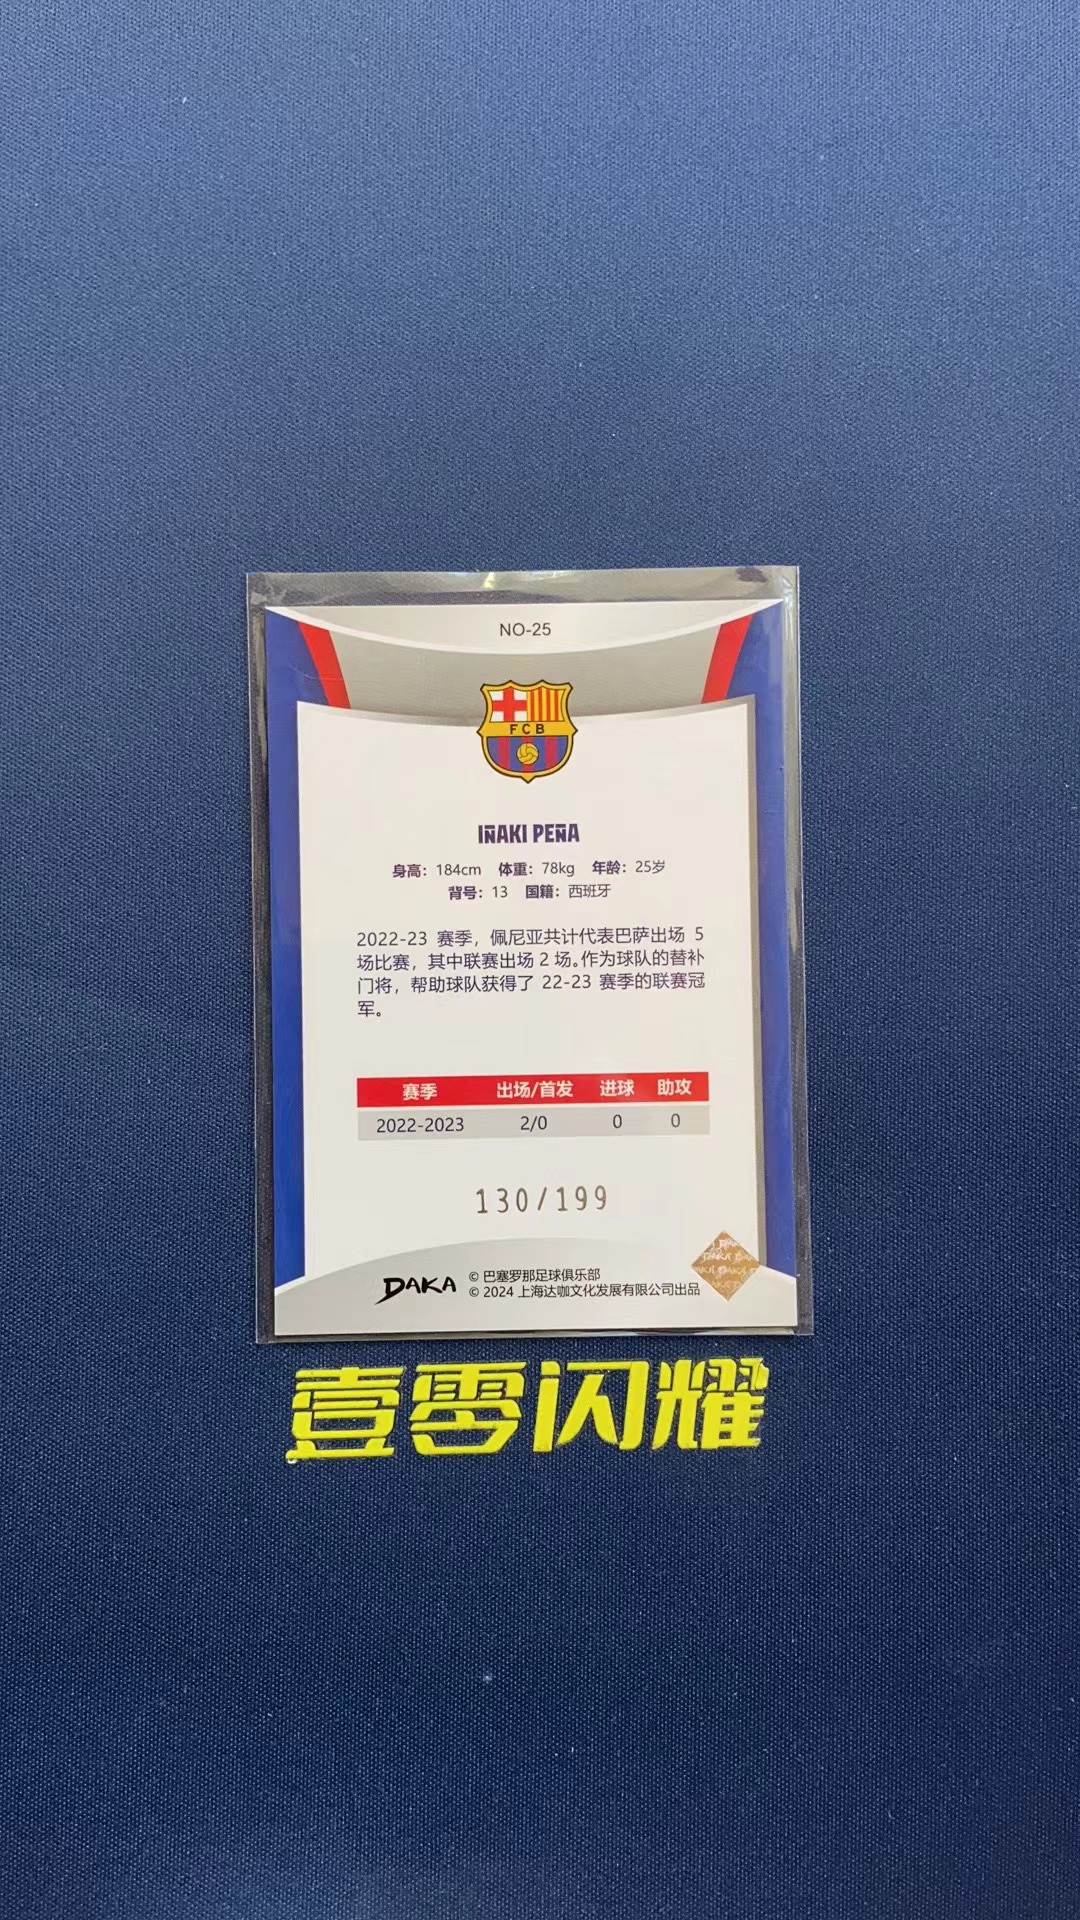 NO-25
FCB
IÑAKI PEÑA
身高：184cm 体重：78kg 年龄：25岁
背号：13 国籍：西班牙
2022-23 赛季，佩尼亚共计代表巴萨出场 5
场比赛，其中联赛出场 2 场。作为球队的替补
门将，帮助球队获得了 22-23 赛季的联赛冠
军。
赛季 出场/首发 进球 助攻
2022-2023 2/0 0 0
130/199
DAKA © 巴塞罗那足球俱乐部
© 2024 上海达咖文化发展有限公司出品
壹零闪耀